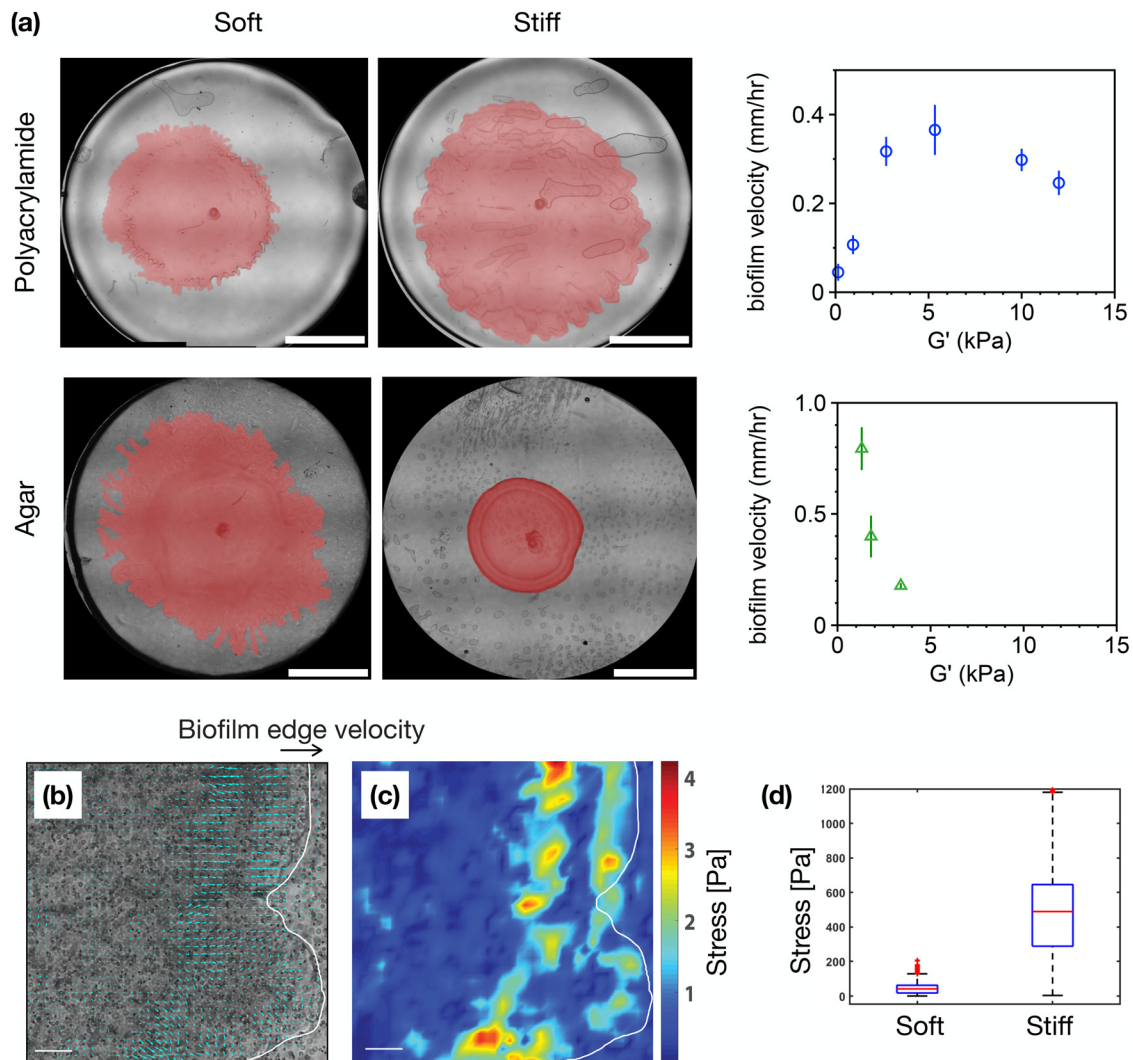 (a)
Soft
Stiff
Polyacrylamide
biofilm velocity (mm/hr)
0.4
0.2
0
0
5
10
15
G' (kPa)
Agar
biofilm velocity (mm/hr)
1.0
0.5
0
0
5
10
15
G' (kPa)
Biofilm edge velocity
(b)
(c)
4
3
2
1
Stress [Pa]
(d)
Stress [Pa]
1200
1000
800
600
400
200
0
Soft
Stiff